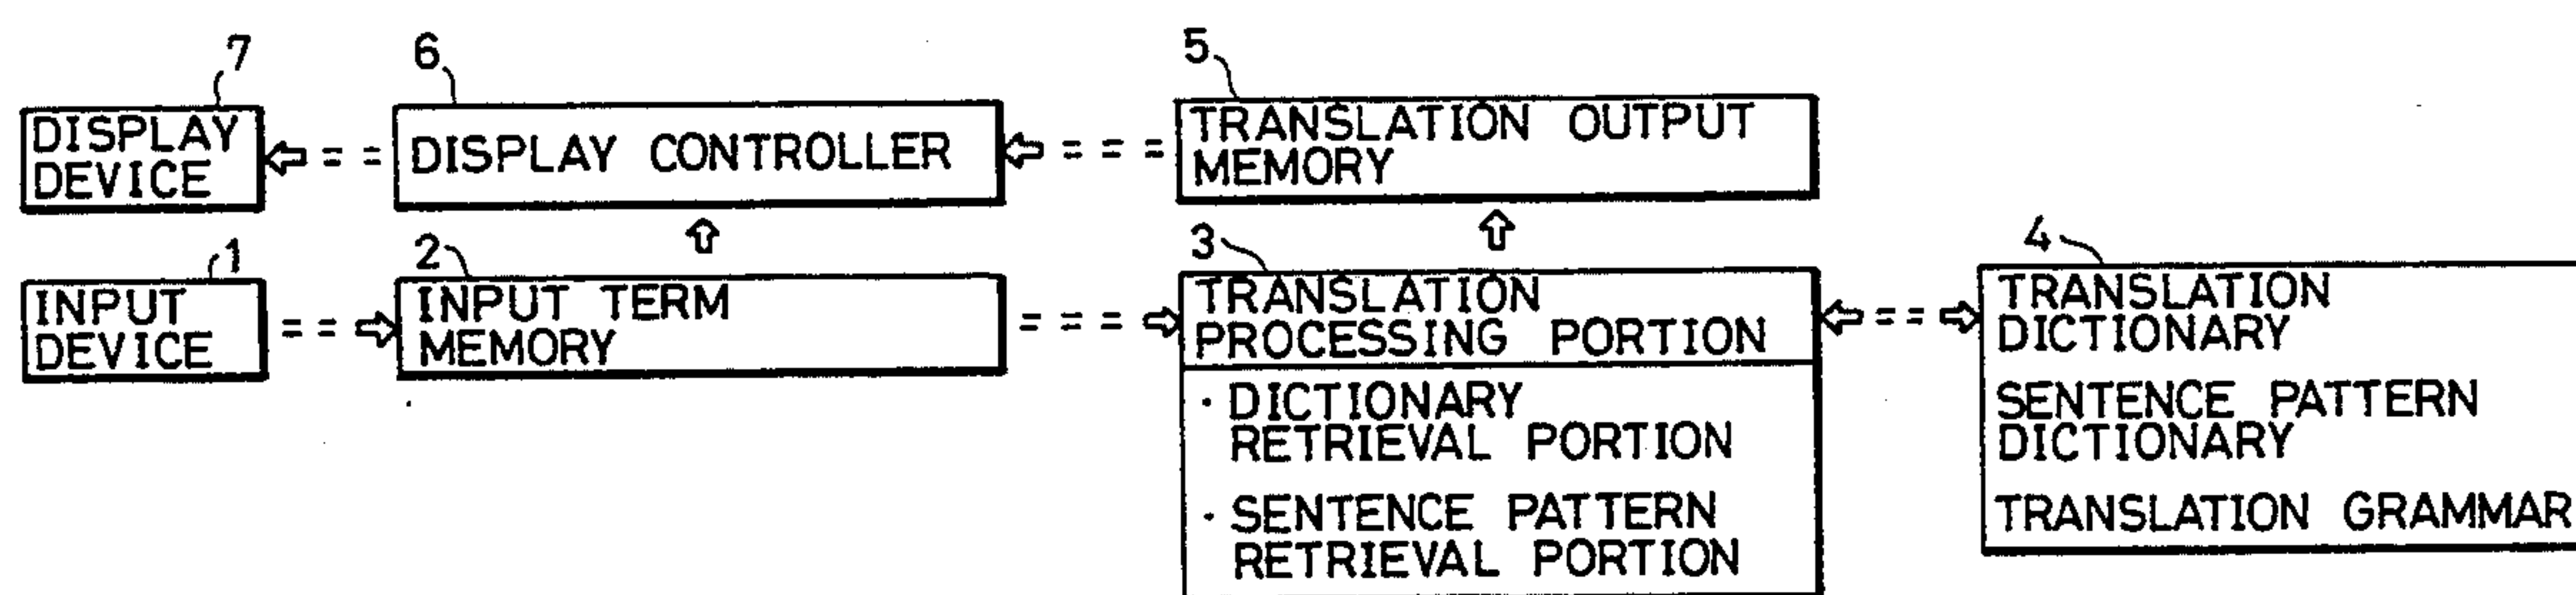 7
DISPLAY
DEVICE
6
DISPLAY CONTROLLER
5
TRANSLATION OUTPUT
MEMORY
1
INPUT
DEVICE
2
INPUT TERM
MEMORY
3
TRANSLATION
PROCESSING PORTION
· DICTIONARY
RETRIEVAL PORTION
· SENTENCE PATTERN
RETRIEVAL PORTION
4
TRANSLATION
DICTIONARY
SENTENCE PATTERN
DICTIONARY
TRANSLATION GRAMMAR